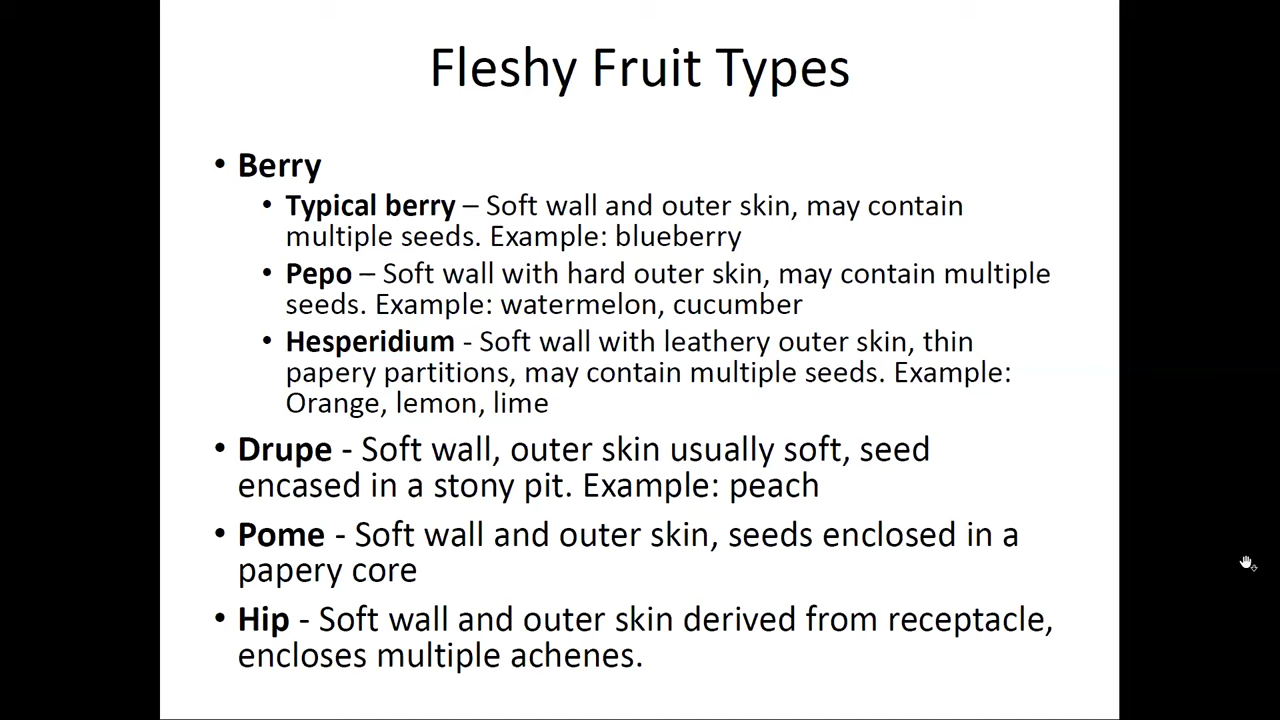 Fleshy Fruit Types
• Berry
• Typical berry – Soft wall and outer skin, may contain
multiple seeds. Example: blueberry
• Pepo – Soft wall with hard outer skin, may contain multiple
seeds. Example: watermelon, cucumber
• Hesperidium - Soft wall with leathery outer skin, thin
papery partitions, may contain multiple seeds. Example:
Orange, lemon, lime
• Drupe - Soft wall, outer skin usually soft, seed
encased in a stony pit. Example: peach
• Pome - Soft wall and outer skin, seeds enclosed in a
papery core
• Hip - Soft wall and outer skin derived from receptacle,
encloses multiple achenes.